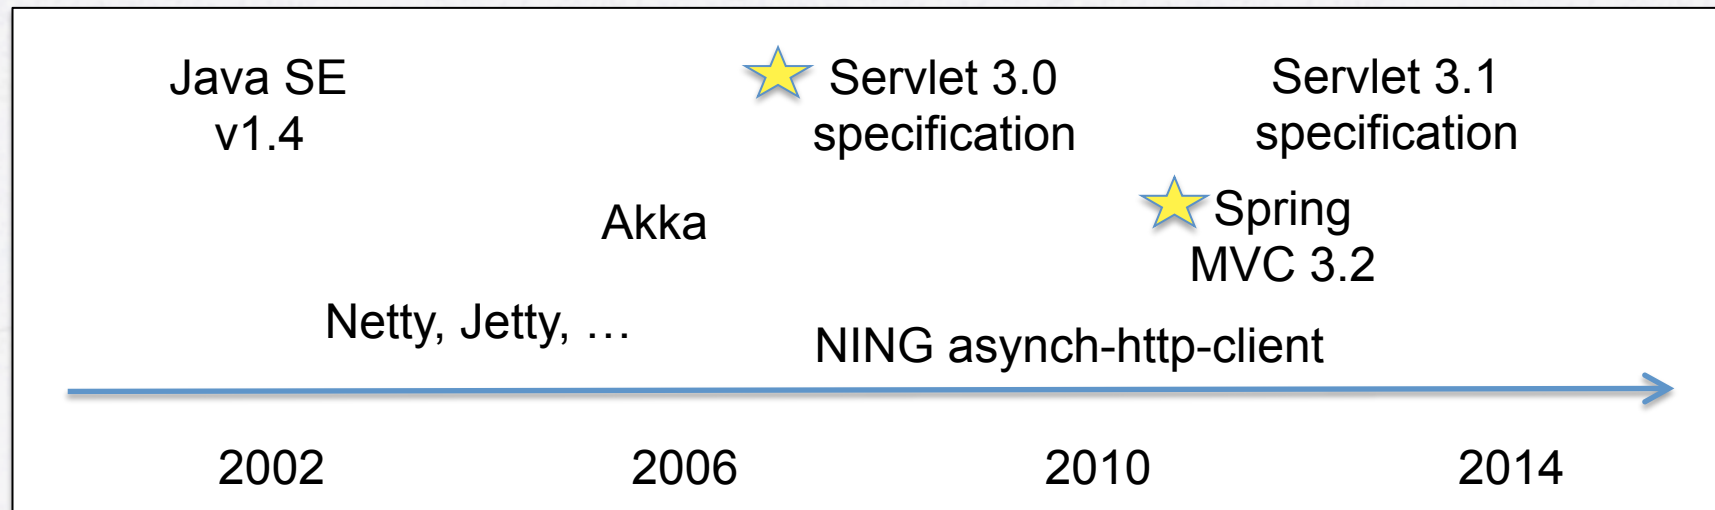 Java SE
v1.4
Servlet 3.0
specification
Servlet 3.1
specification
Akka
Spring
MVC 3.2
Netty, Jetty, …
NING asynch-http-client
2002
2006
2010
2014